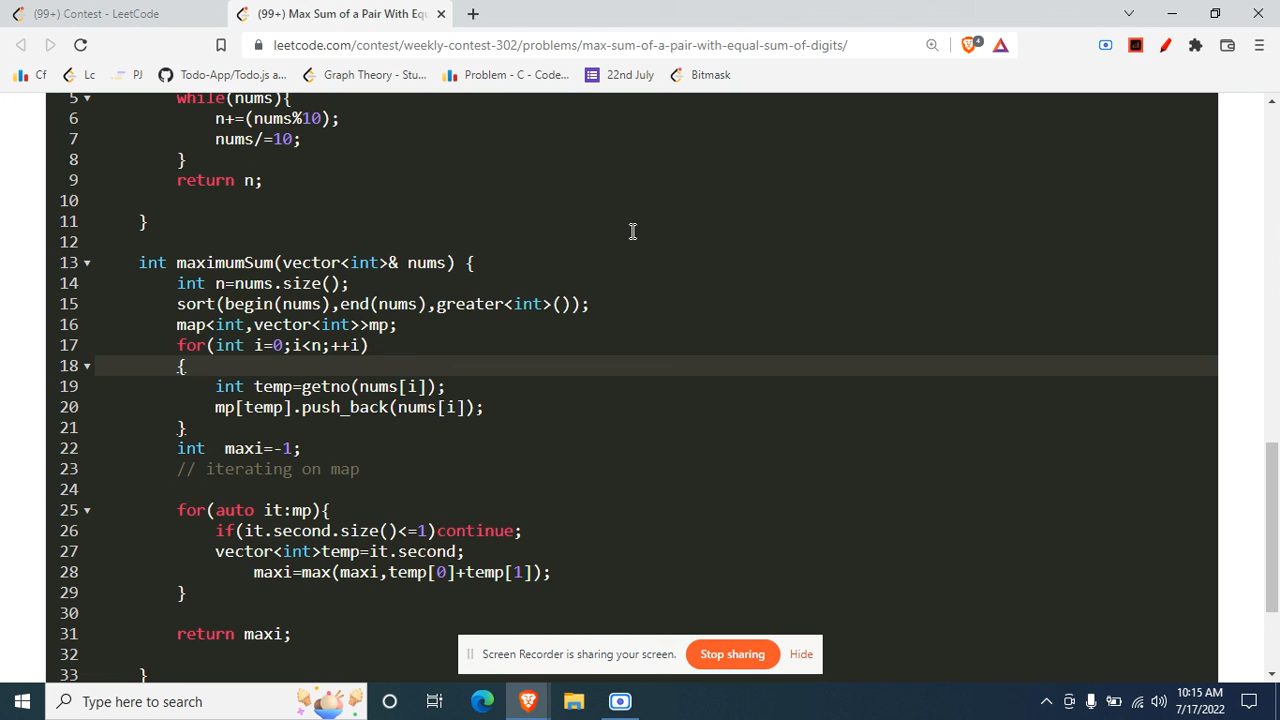 (99+) Contest - LeetCode
(99+) Max Sum of a Pair With Equ
leetcode.com/contest/weekly-contest-302/problems/max-sum-of-a-pair-with-equal-sum-of-digits/
4
Cf
Lc
PJ
Todo-App/Todo.js a...
Graph Theory - Stu...
Problem - C - Code...
22nd July
Bitmask
5 while(nums){
6 n+=(nums%10);
7 nums/=10;
8 }
9 return n;
10
11 }
12
13 int maximumSum(vector<int>& nums) {
14 int n=nums.size();
15 sort(begin(nums),end(nums),greater<int>());
16 map<int,vector<int>>mp;
17 for(int i=0;i<n;++i)
18 {
19 int temp=getno(nums[i]);
20 mp[temp].push_back(nums[i]);
21 }
22 int  maxi=-1;
23 // iterating on map
24
25 for(auto it:mp){
26 if(it.second.size()<=1)continue;
27 vector<int>temp=it.second;
28 maxi=max(maxi,temp[0]+temp[1]);
29 }
30
31 return maxi;
32
33 }
Screen Recorder is sharing your screen.
Stop sharing
Hide
Type here to search
10:15 AM
7/17/2022